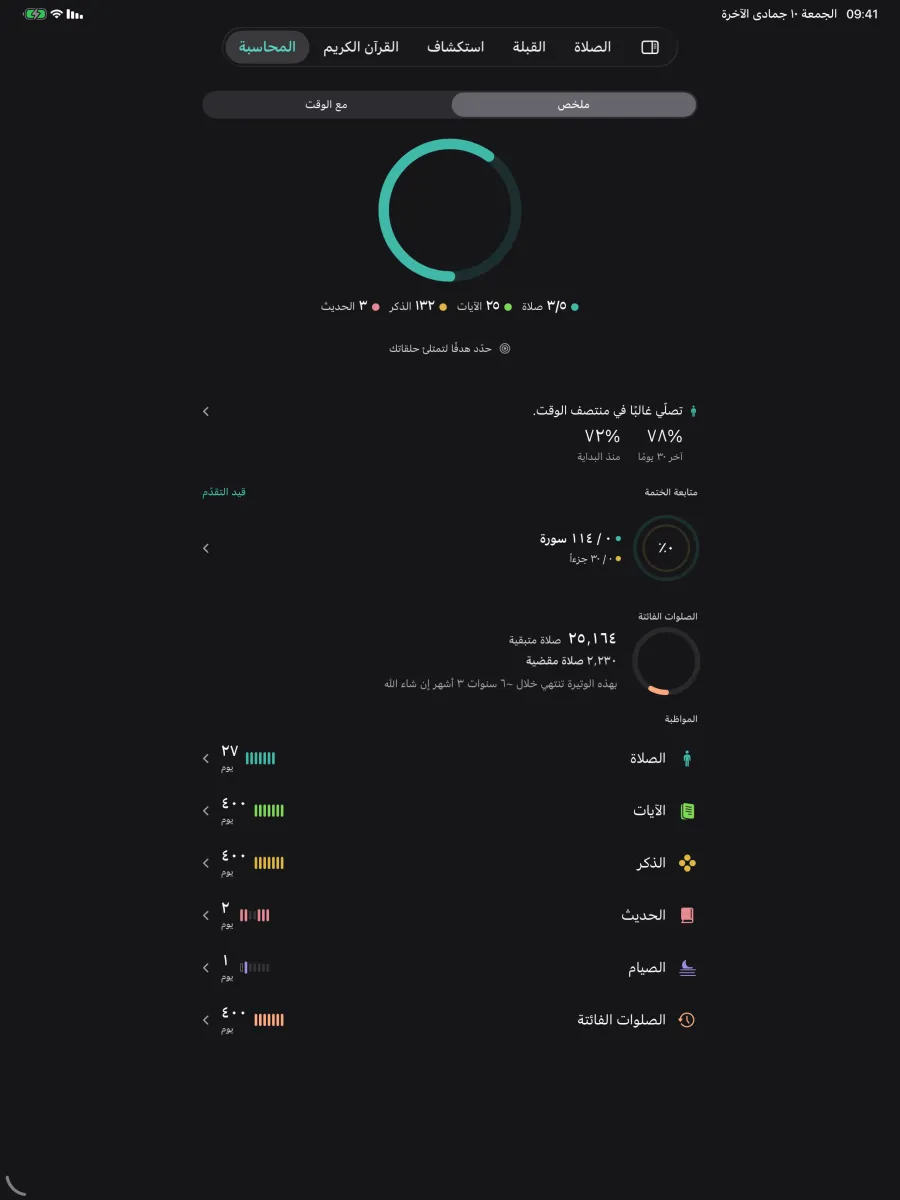 09:41 الجمعة ١٠ جمادى الآخرة
الصلاة القبلة استكشاف القرآن الكريم المحاسبة
ملخص مع الوقت
٣/٥ صلاة ٢٥ الآيات ١٣٢ الذكر ٣ الحديث
حدّد هدفًا لتمتلئ حلقاتك
تصلّي غالبًا في منتصف الوقت.
٧٨% ٧٢%
آخر ٣٠ يومًا منذ البداية
متابعة الختمة قيد التقدّم
٠٪
٠ / ١١٤ سورة
٠ / ٣٠ جزءاً
الصلوات الفائتة
٢٥,١٦٤ صلاة متبقية
٢,٢٣٠ صلاة مقضية
بهذه الوتيرة تنتهي خلال ~٦ سنوات ٣ أشهر إن شاء الله
المواظبة
الصلاة ٢٧ يوم
الآيات ٤٠٠ يوم
الذكر ٤٠٠ يوم
الحديث ٢ يوم
الصيام ١ يوم
الصلوات الفائتة ٤٠٠ يوم